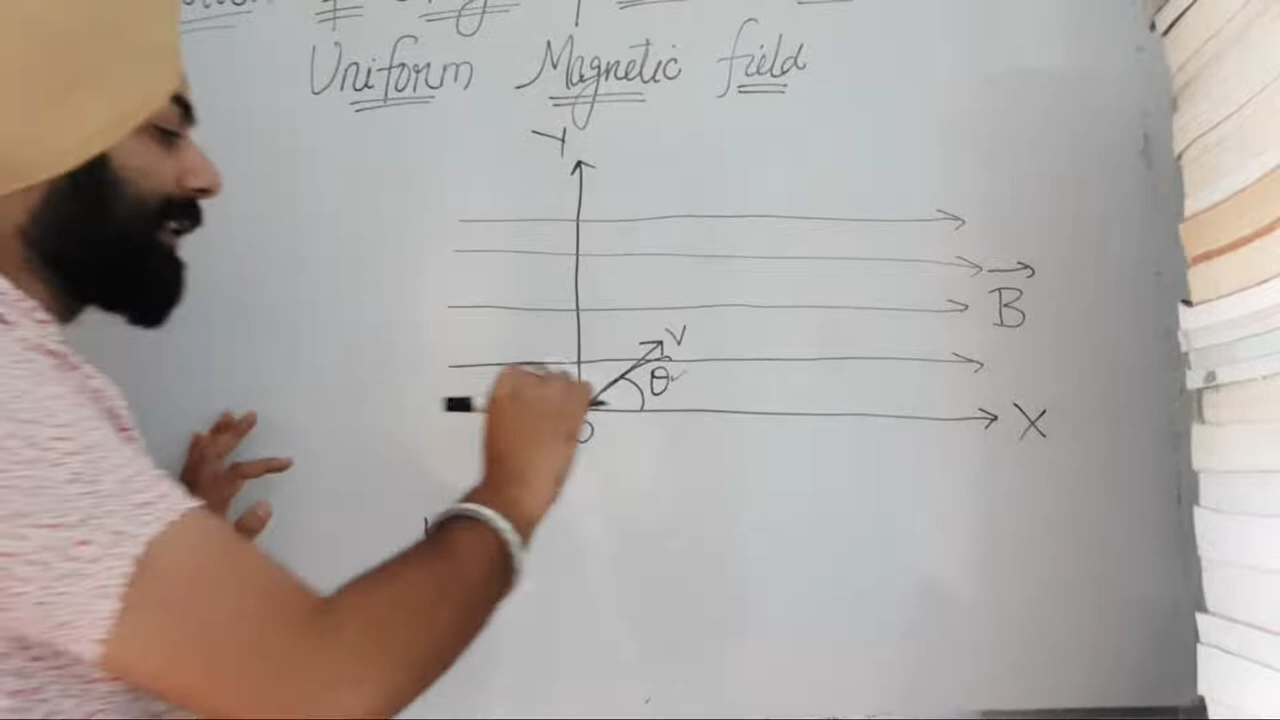 Uniform Magnetic field
Y
B
V
θ
X
O